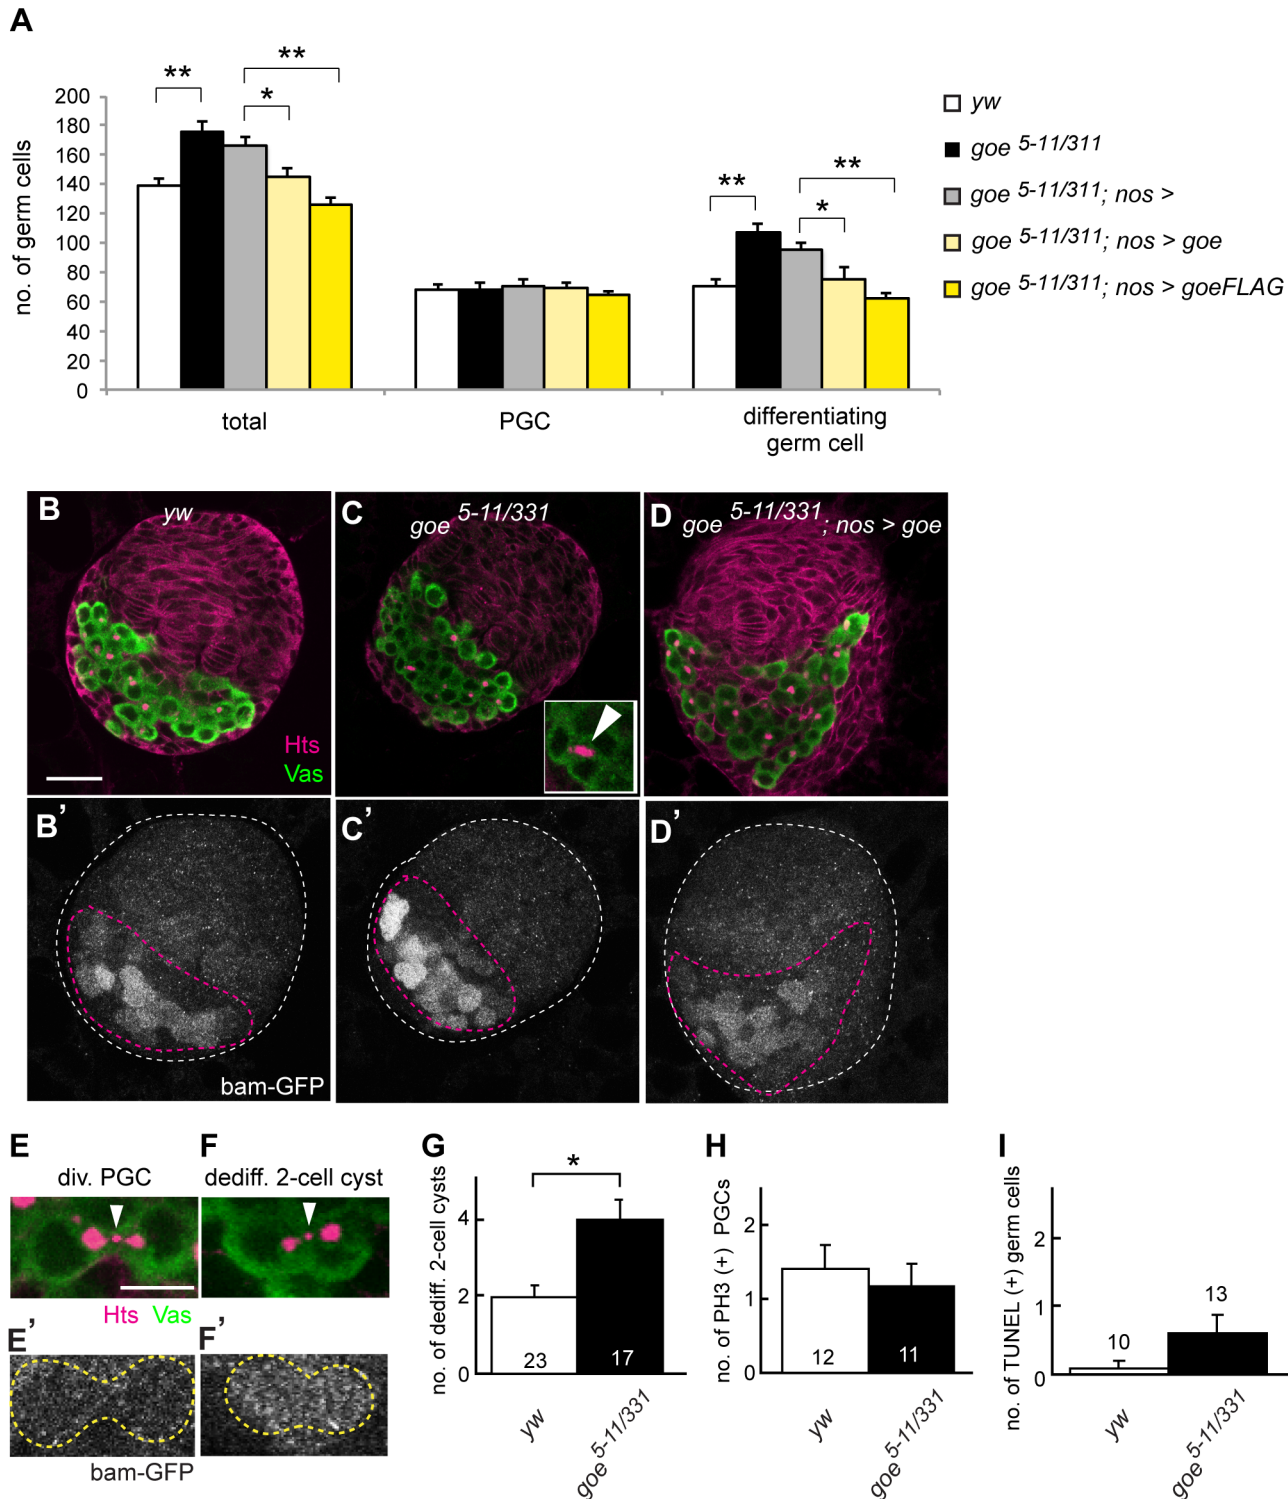 A
**
**
*
**
**
*
no. of germ cells
200
180
160
140
120
100
80
60
40
20
0
total
PGC
differentiating
germ cell
yw
goe 5-11/311
goe 5-11/311; nos >
goe 5-11/311; nos > goe
goe 5-11/311; nos > goeFLAG
B
yw
Hts
Vas
C
goe 5-11/331
D
goe 5-11/331; nos > goe
B'
bam-GFP
C'
D'
E
div. PGC
F
dediff. 2-cell cyst
Hts Vas
E'
F'
bam-GFP
G
no. of dediff. 2-cell cysts
4
2
0
*
23
17
yw
goe 5-11/331
H
no. of PH3 (+) PGCs
2
1
0
12
11
yw
goe 5-11/331
I
no. of TUNEL (+) germ cells
2
1
0
10
13
yw
goe 5-11/331